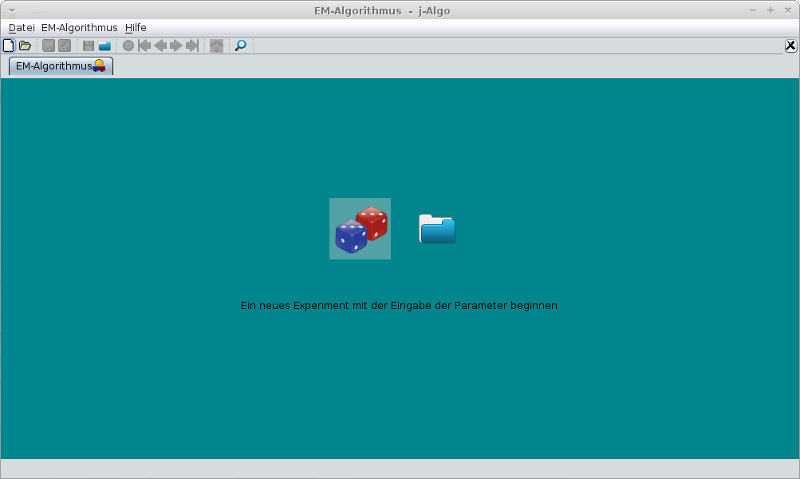 EM-Algorithmus - j-Algo
Datei EM-Algorithmus Hilfe
EM-Algorithmus
Ein neues Experiment mit der Eingabe der Parameter beginnen